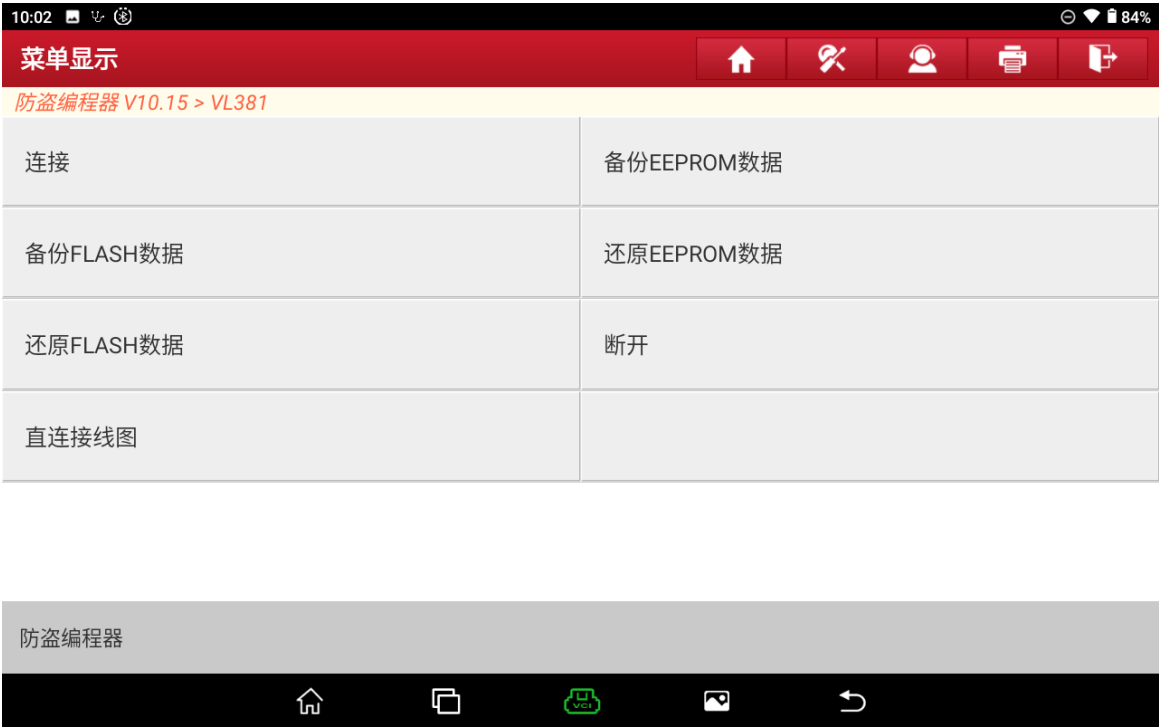 10:02 84%
菜单显示
防盗编程器 V10.15 > VL381
连接 备份EEPROM数据
备份FLASH数据 还原EEPROM数据
还原FLASH数据 断开
直连接线图
防盗编程器
VCI